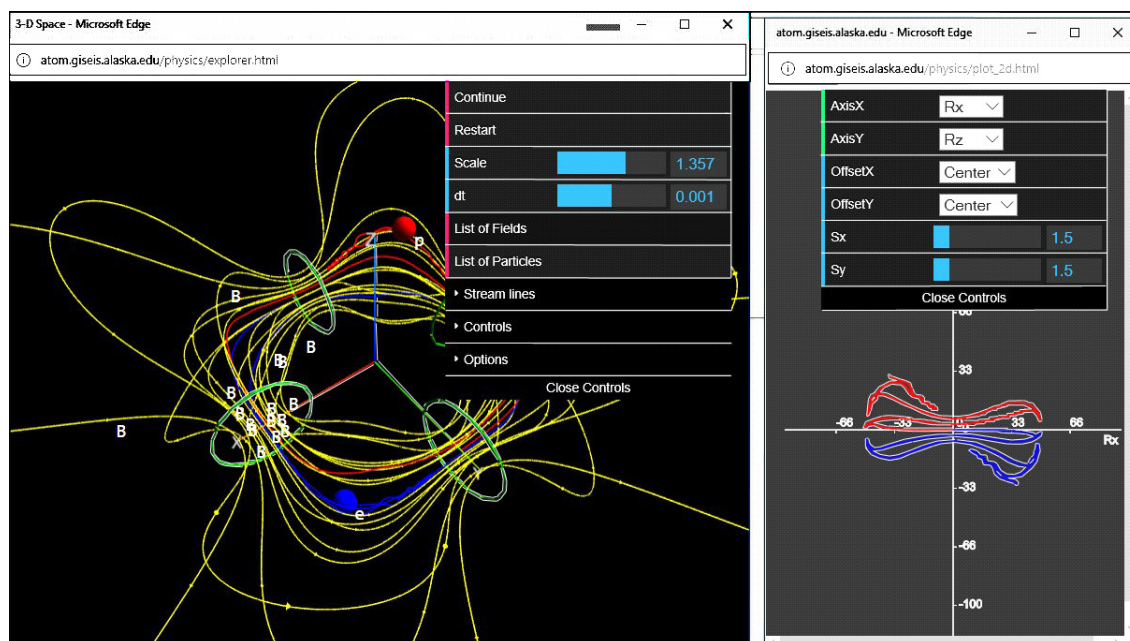 3-D Space - Microsoft Edge
atom.giseis.alaska.edu/physics/explorer.html
Continue
Restart
Scale 1.357
dt 0.001
List of Fields
List of Particles
Stream lines
Controls
Options
Close Controls
Z
p
B
B
B
B
B
B
B
B
B
B
B
B
B
B
X
Y
e
atom.giseis.alaska.edu - Microsoft Edge
atom.giseis.alaska.edu/physics/plot_2d.html
AxisX Rx
AxisY Rz
OffsetX Center
OffsetY Center
Sx 1.5
Sy 1.5
Close Controls
66
33
-66 -33 33 66
Rx
-33
-66
-100